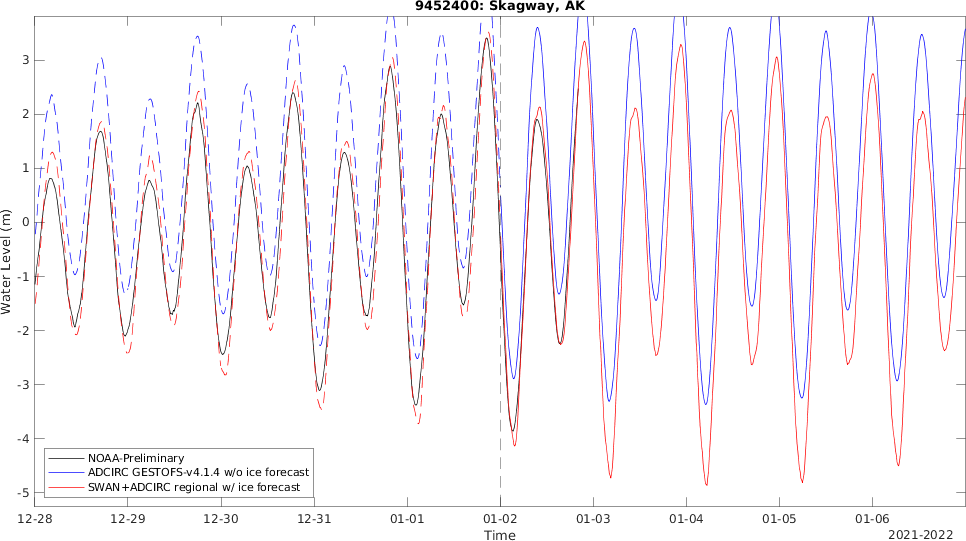 9452400: Skagway, AK
Water Level (m)
3
2
1
0
-1
-2
-3
-4
-5
NOAA-Preliminary
ADCIRC GESTOFS-v4.1.4 w/o ice forecast
SWAN+ADCIRC regional w/ ice forecast
12-28 12-29 12-30 12-31 01-01 01-02 01-03 01-04 01-05 01-06
Time
2021-2022